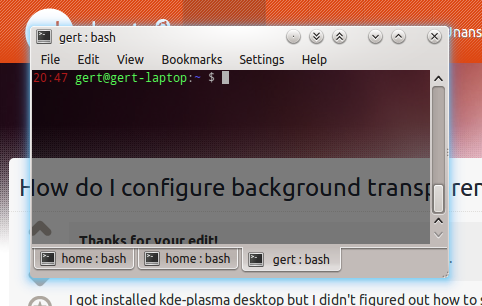 gert : bash
Unans
File Edit View Bookmarks Settings Help
20:47 gert@gert-laptop:~ $
How do I configure background transparen
Thanks for your edit!
home : bash home : bash gert : bash
I got installed kde-plasma desktop but I didn't figured out how to s